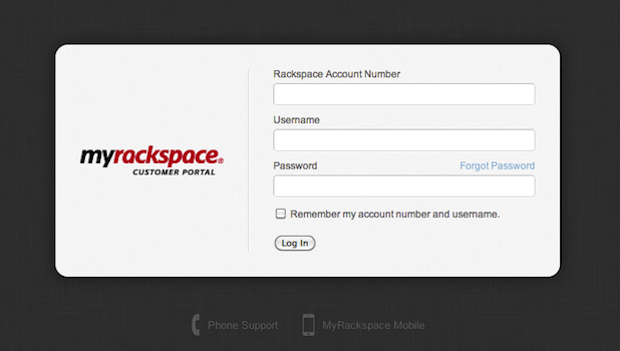 Rackspace Account Number
Username
Password Forgot Password
myrackspace®
CUSTOMER PORTAL
Remember my account number and username.
Log In
Phone Support MyRackspace Mobile